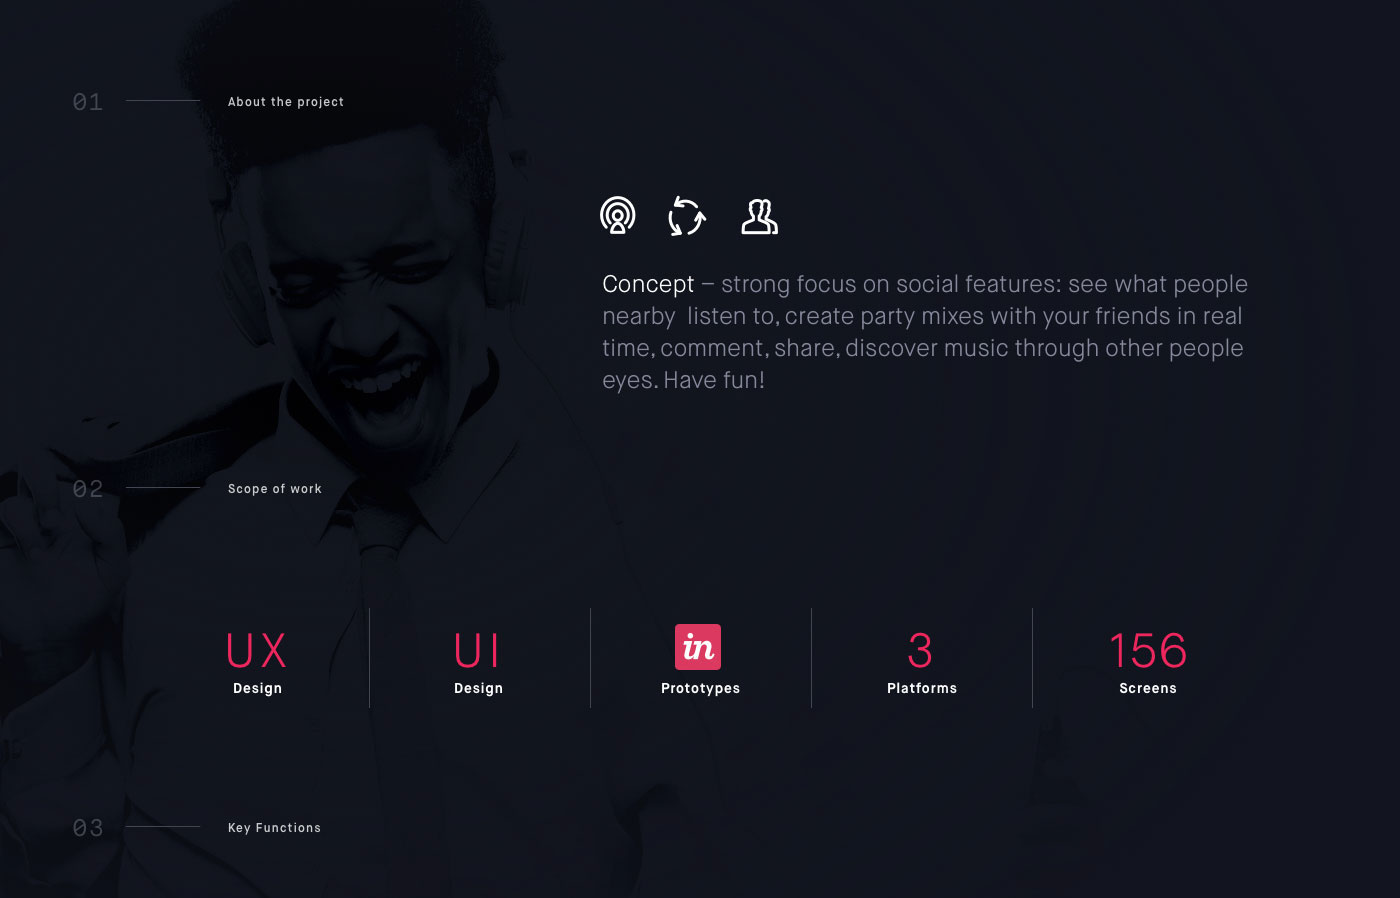 01 About the project
Concept – strong focus on social features: see what people
nearby  listen to, create party mixes with your friends in real
time, comment, share, discover music through other people
eyes. Have fun!
02 Scope of work
UX
Design
UI
Design
in
Prototypes
3
Platforms
156
Screens
03 Key Functions